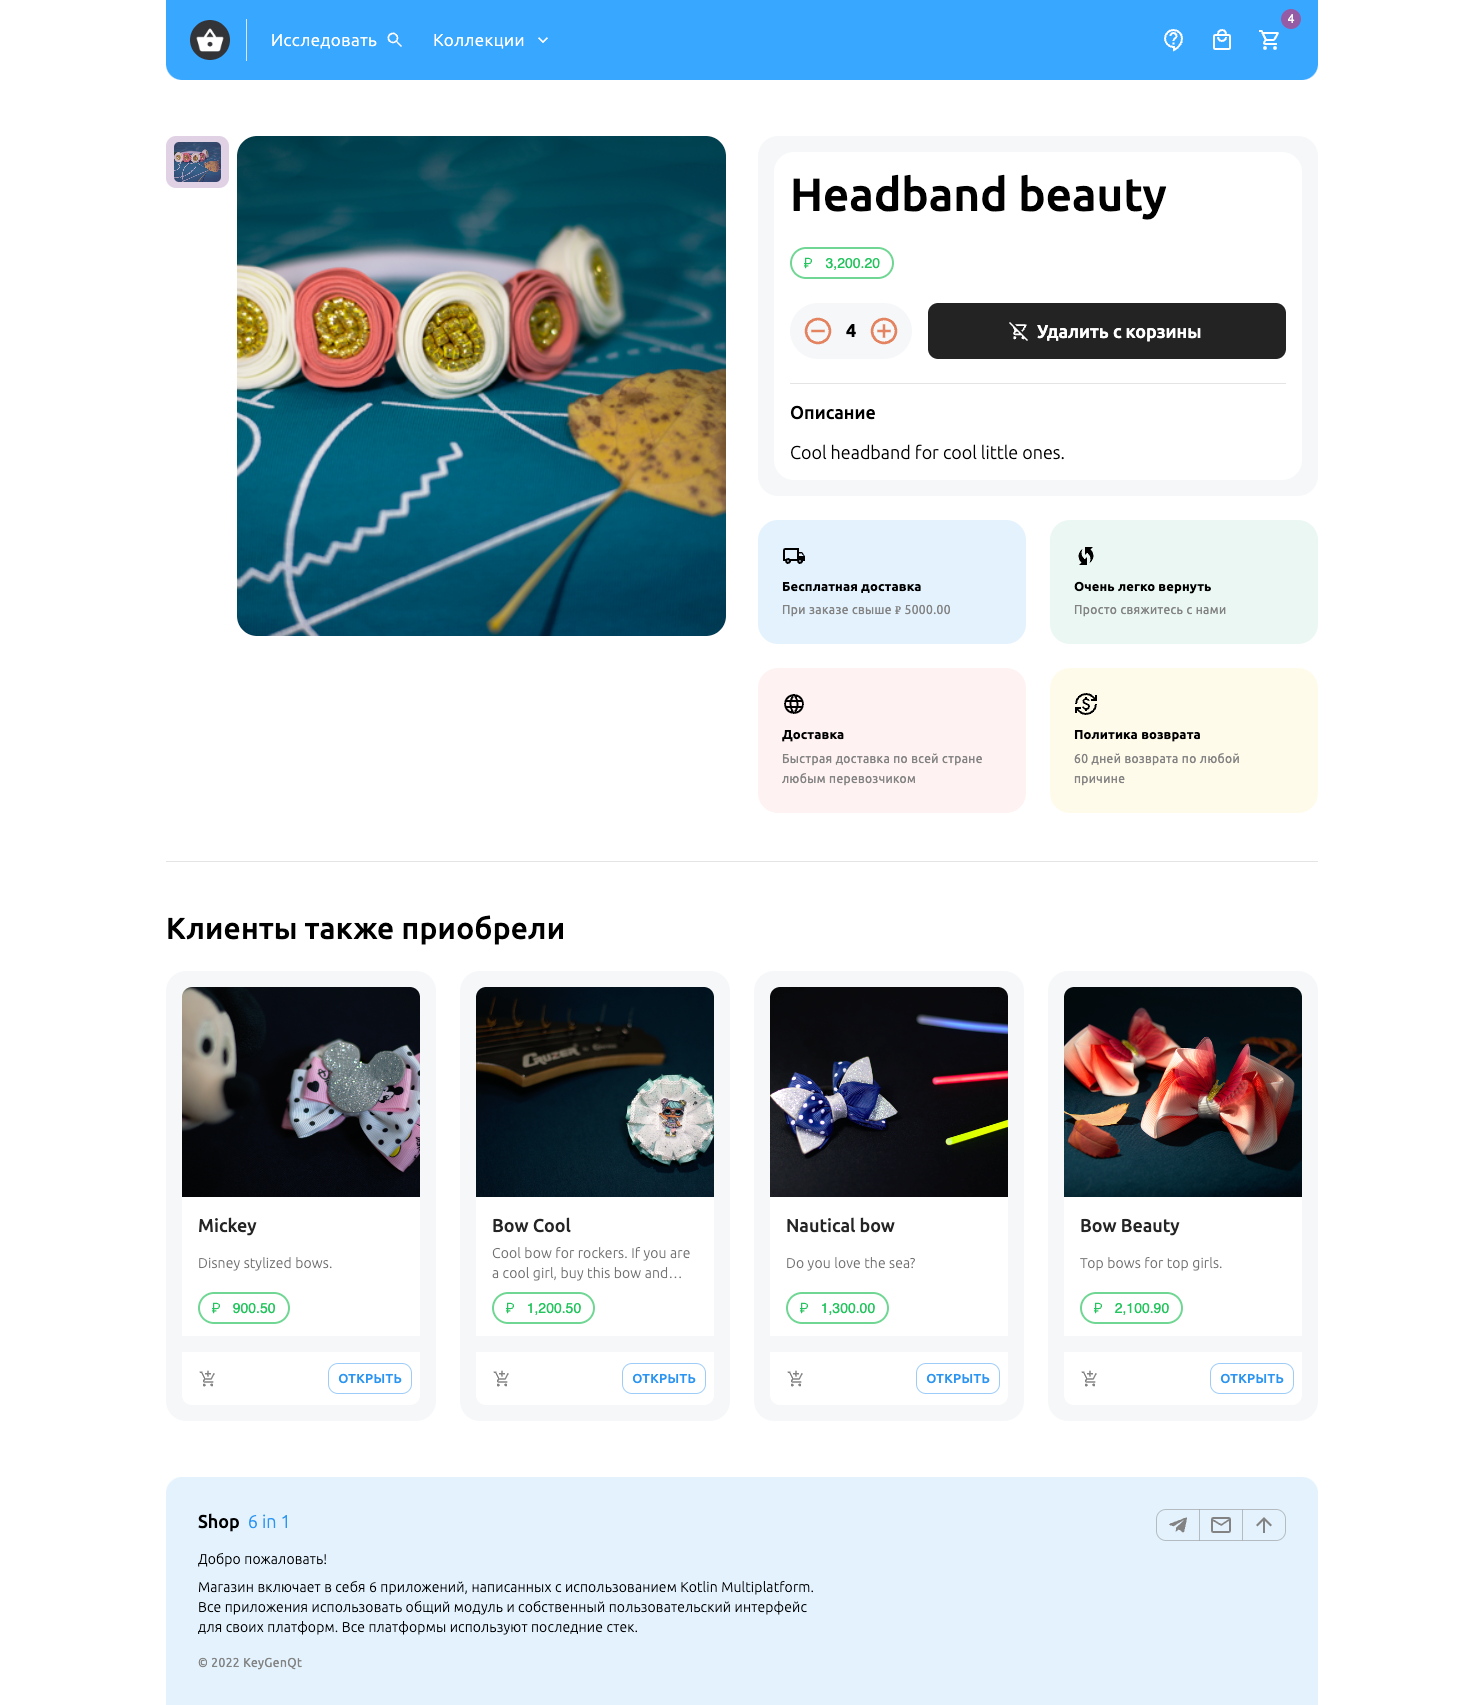 Исследовать
Коллекции
4
Headband beauty
₽ 3,200.20
4
Удалить с корзины
Описание
Cool headband for cool little ones.
Бесплатная доставка
При заказе свыше ₽ 5000.00
Очень легко вернуть
Просто свяжитесь с нами
Доставка
Быстрая доставка по всей стране
любым перевозчиком
Политика возврата
60 дней возврата по любой
причине
Клиенты также приобрели
Mickey
Disney stylized bows.
₽ 900.50
ОТКРЫТЬ
CRUZER
Bow Cool
Cool bow for rockers. If you are
a cool girl, buy this bow and…
₽ 1,200.50
ОТКРЫТЬ
Nautical bow
Do you love the sea?
₽ 1,300.00
ОТКРЫТЬ
Bow Beauty
Top bows for top girls.
₽ 2,100.90
ОТКРЫТЬ
Shop 6 in 1
Добро пожаловать!
Магазин включает в себя 6 приложений, написанных с использованием Kotlin Multiplatform.
Все приложения использовать общий модуль и собственный пользовательский интерфейс
для своих платформ. Все платформы используют последние стек.
© 2022 KeyGenQt